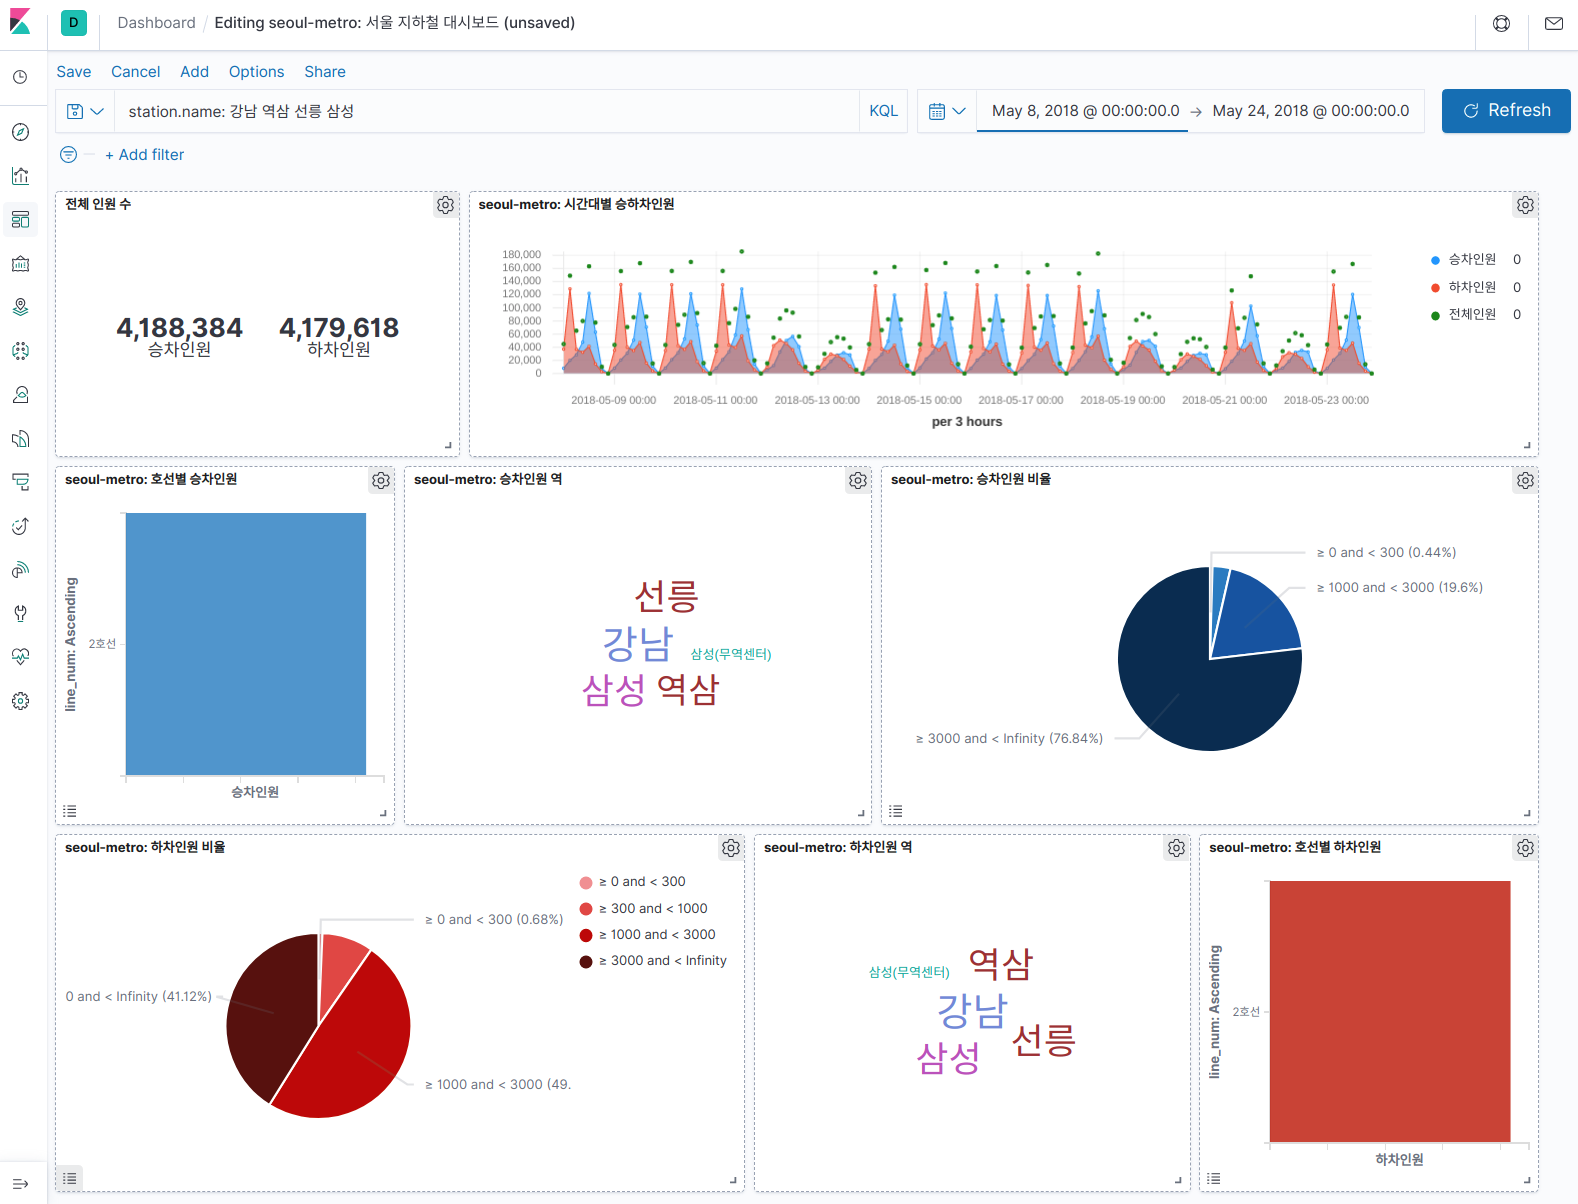 D
Dashboard / Editing seoul-metro: 서울 지하철 대시보드 (unsaved)
Save Cancel Add Options Share
station.name: 강남 역삼 선릉 삼성
KQL
May 8, 2018 @ 00:00:00.0 → May 24, 2018 @ 00:00:00.0
Refresh
+ Add filter
전체 인원 수
4,188,384
승차인원
4,179,618
하차인원
seoul-metro: 시간대별 승하차인원
180,000
160,000
140,000
120,000
100,000
80,000
60,000
40,000
20,000
0
2018-05-09 00:00 2018-05-11 00:00 2018-05-13 00:00 2018-05-15 00:00 2018-05-17 00:00 2018-05-19 00:00 2018-05-21 00:00 2018-05-23 00:00
per 3 hours
승차인원 0
하차인원 0
전체인원 0
seoul-metro: 호선별 승차인원
line_num: Ascending
2호선
승차인원
seoul-metro: 승차인원 역
선릉
강남
삼성(무역센터)
삼성 역삼
seoul-metro: 승차인원 비율
≥ 0 and < 300 (0.44%)
≥ 1000 and < 3000 (19.6%)
≥ 3000 and < Infinity (76.84%)
seoul-metro: 하차인원 비율
≥ 0 and < 300
≥ 300 and < 1000
≥ 1000 and < 3000
≥ 3000 and < Infinity
≥ 0 and < 300 (0.68%)
0 and < Infinity (41.12%)
≥ 1000 and < 3000 (49.
seoul-metro: 하차인원 역
역삼
삼성(무역센터)
강남
선릉
삼성
seoul-metro: 호선별 하차인원
line_num: Ascending
2호선
하차인원